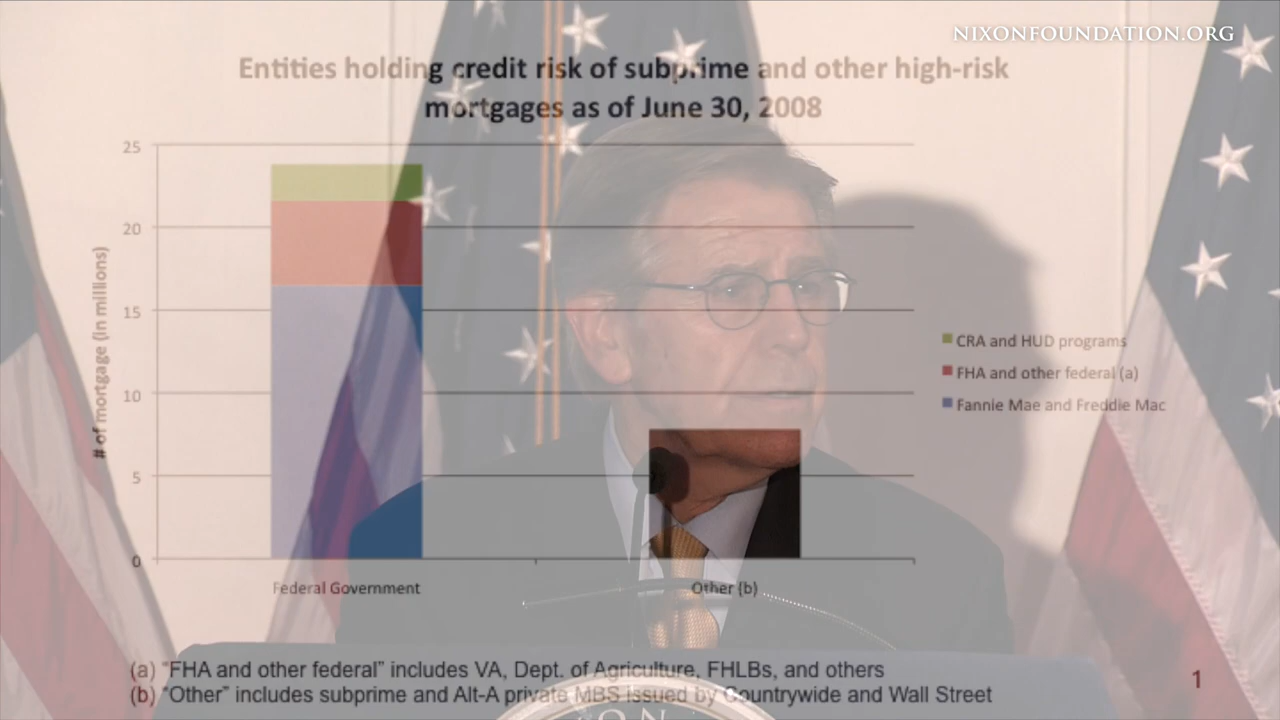 NIXONFOUNDATION.ORG
Entities holding credit risk of subprime and other high-risk
mortgages as of June 30, 2008
25
20
15
10
5
0
# of mortgage (in millions)
CRA and HUD programs
FHA and other federal (a)
Fannie Mae and Freddie Mac
Federal Government
Other (b)
(a) "FHA and other federal" includes VA, Dept. of Agriculture, FHLBs, and others
(b) "Other" includes subprime and Alt-A private MBS issued by Countrywide and Wall Street
1
ON